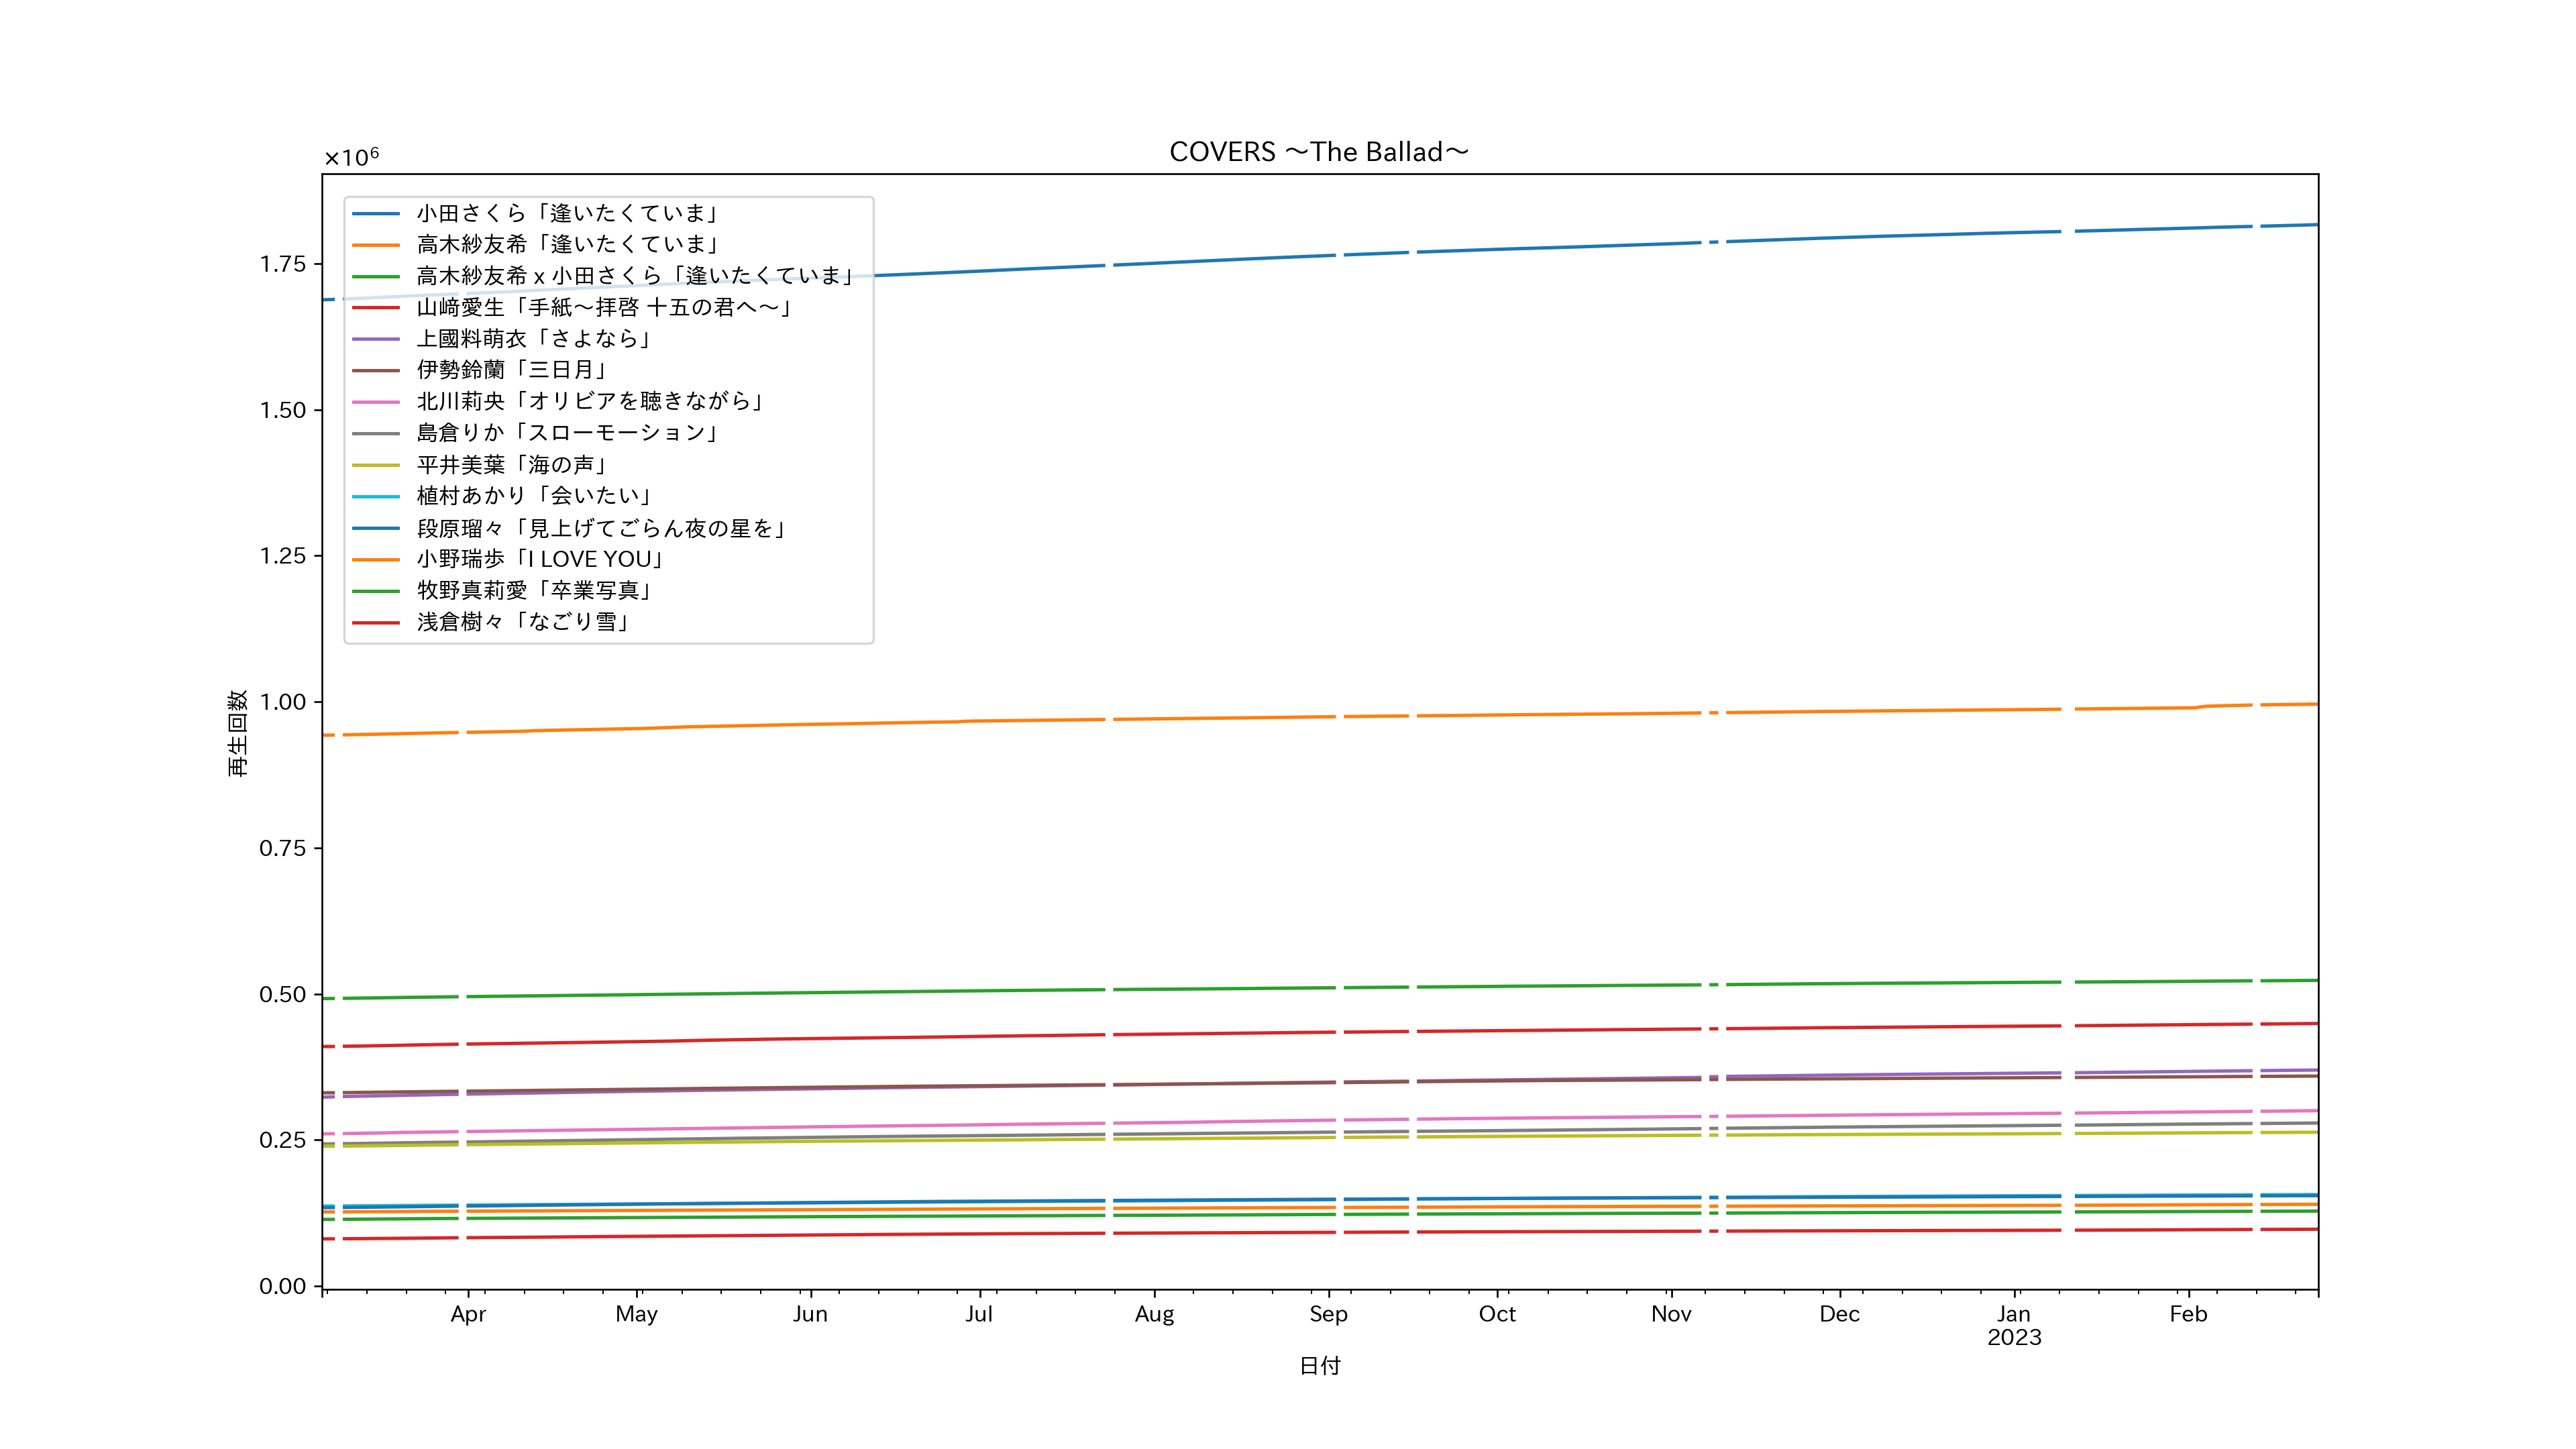 COVERS ～The Ballad～
×10⁶
小田さくら「逢いたくていま」
高木紗友希「逢いたくていま」
高木紗友希 x 小田さくら「逢いたくていま」
山﨑愛生「手紙～拝啓 十五の君へ～」
上國料萌衣「さよなら」
伊勢鈴蘭「三日月」
北川莉央「オリビアを聴きながら」
島倉りか「スローモーション」
平井美葉「海の声」
植村あかり「会いたい」
段原瑠々「見上げてごらん夜の星を」
小野瑞歩「I LOVE YOU」
牧野真莉愛「卒業写真」
浅倉樹々「なごり雪」
再生回数
1.75
1.50
1.25
1.00
0.75
0.50
0.25
0.00
Apr May Jun Jul Aug Sep Oct Nov Dec Jan Feb
2023
日付